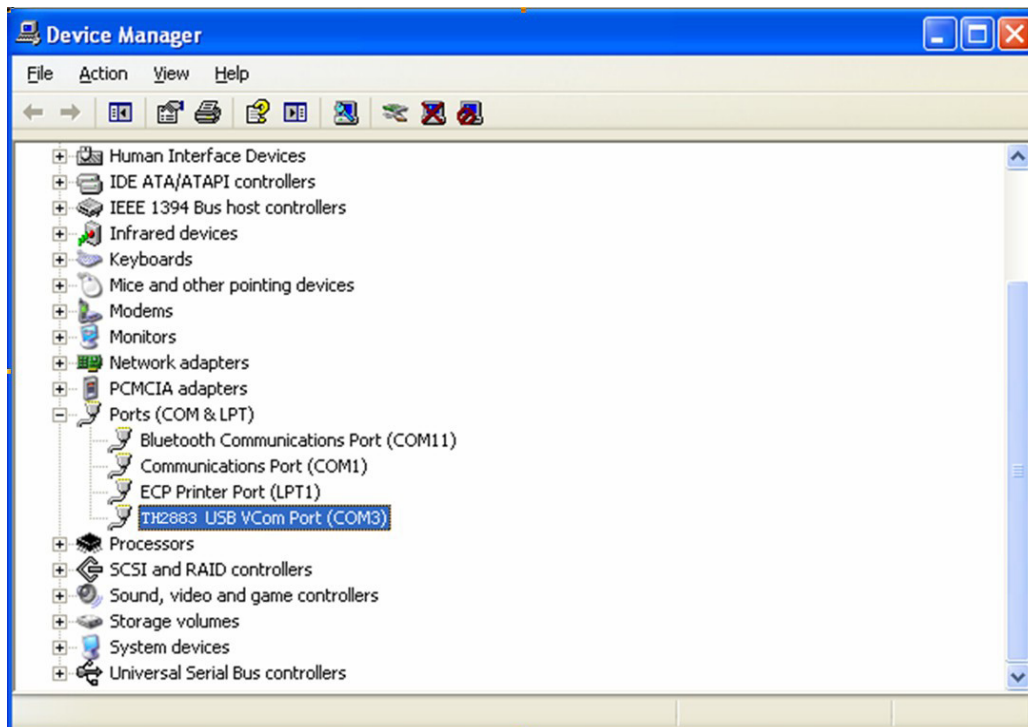 Device Manager
File Action View Help
Human Interface Devices
IDE ATA/ATAPI controllers
IEEE 1394 Bus host controllers
Infrared devices
Keyboards
Mice and other pointing devices
Modems
Monitors
Network adapters
PCMCIA adapters
Ports (COM & LPT)
Bluetooth Communications Port (COM11)
Communications Port (COM1)
ECP Printer Port (LPT1)
TH2883 USB VCom Port (COM3)
Processors
SCSI and RAID controllers
Sound, video and game controllers
Storage volumes
System devices
Universal Serial Bus controllers